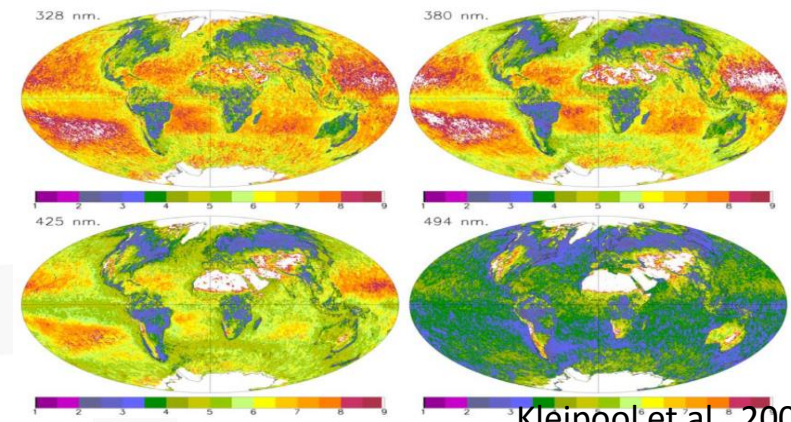 328 nm.
380 nm.
1 2 3 4 5 6 7 8 9
1 2 3 4 5 6 7 8 9
425 nm.
494 nm.
1 2 3 4 5 6 7 8 9
1 2 3 4 5 6 7 8 9
Kleipool et al., 200